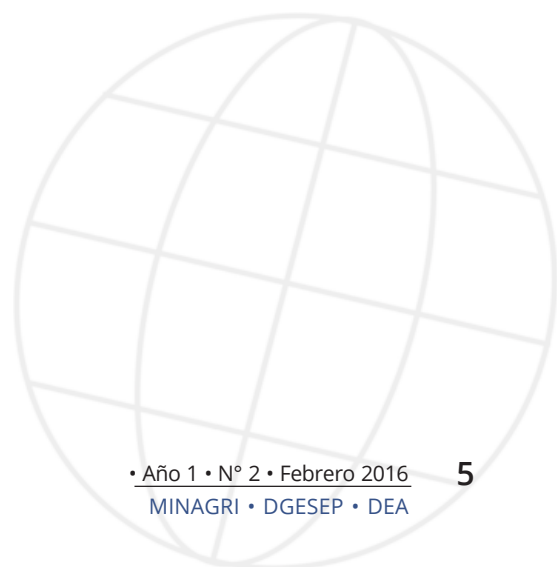 • Año 1 • N° 2 • Febrero 2016 5
MINAGRI • DGESEP • DEA